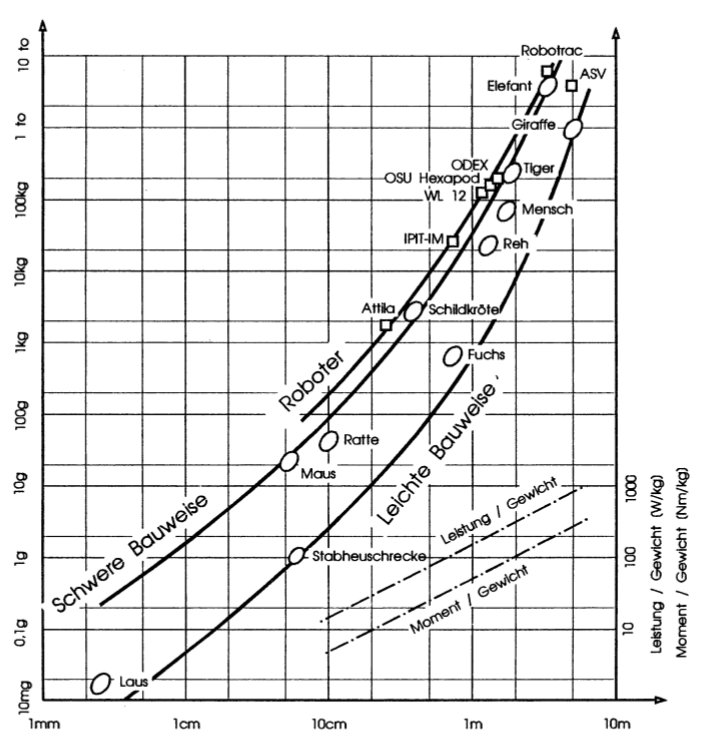 Robotrac
10 to
ASV
Elefant
1 to
Giraffe
ODEX
Tiger
OSU Hexapod
100kg
WL 12
Mensch
IPIT-IM
Reh
10kg
Attila
Schildkröte
1kg
Fuchs
Roboter
100g
Ratte
Leichte Bauweise
Maus
10g
1000
Leistung / Gewicht
Schwere Bauweise
1g
Stabheuschrecke
100
Moment / Gewicht
0.1g
10
Leistung / Gewicht (W/kg)
Moment / Gewicht (Nm/kg)
Laus
10mg
1mm
1cm
10cm
1m
10m